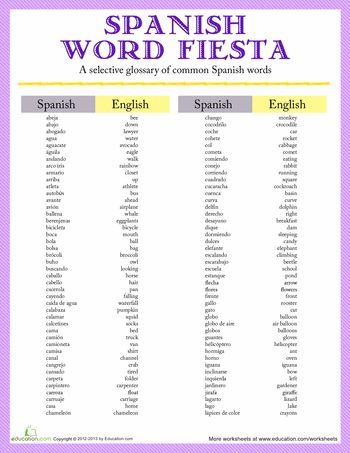 SPANISH
WORD FIESTA
A selective glossary of common Spanish words
Spanish English
abeja bee
abajo down
abogado lawyer
agua water
aguacate avocado
águila eagle
andando walk
arco iris rainbow
armario closet
arriba up
atleta athlete
autobús bus
avante ahead
avión airplane
ballena whale
berenjenas eggplants
bicicleta bicycle
boca mouth
bola ball
bolsa bag
brócoli broccoli
buho owl
buscando looking
caballo horse
cabello hair
cacerola pan
cayendo falling
caída de agua waterfall
calabaza pumpkin
calamar squid
calcetines socks
cama bed
camión truck
camioneta van
camisa shirt
canal channel
cangrejo crab
cansado tired
carpeta folder
carpintero carpenter
carroza float
carruaje carriage
casa home
chameleón chameleon
Spanish English
chango monkey
cocodrilo crocodile
coche car
cohete rocket
col cabbage
cometa comet
comiendo eating
conejo rabbit
corriendo running
cuadrado square
cucaracha cockroach
cuenca basin
curva curve
delfín dolphin
derecho right
desayuno breakfast
dique dam
dormiendo sleeping
dulces candy
elefante elephant
escalando climbing
escarabajo beetle
escuela school
estanque pond
flecha arrow
flores flowers
frente front
gallo rooster
gato cat
globo balloon
globo de aire air balloon
globos balloons
guantes gloves
helicóptero helicopter
hormiga ant
horno oven
iguana iguana
inclinarse bow
izquierda left
jardinero gardener
jirafa giraffe
lagarto lizard
lago lake
lápices de color crayons
education.com Copyright © 2012-2013 by Education.com
More worksheets at www.education.com/worksheets